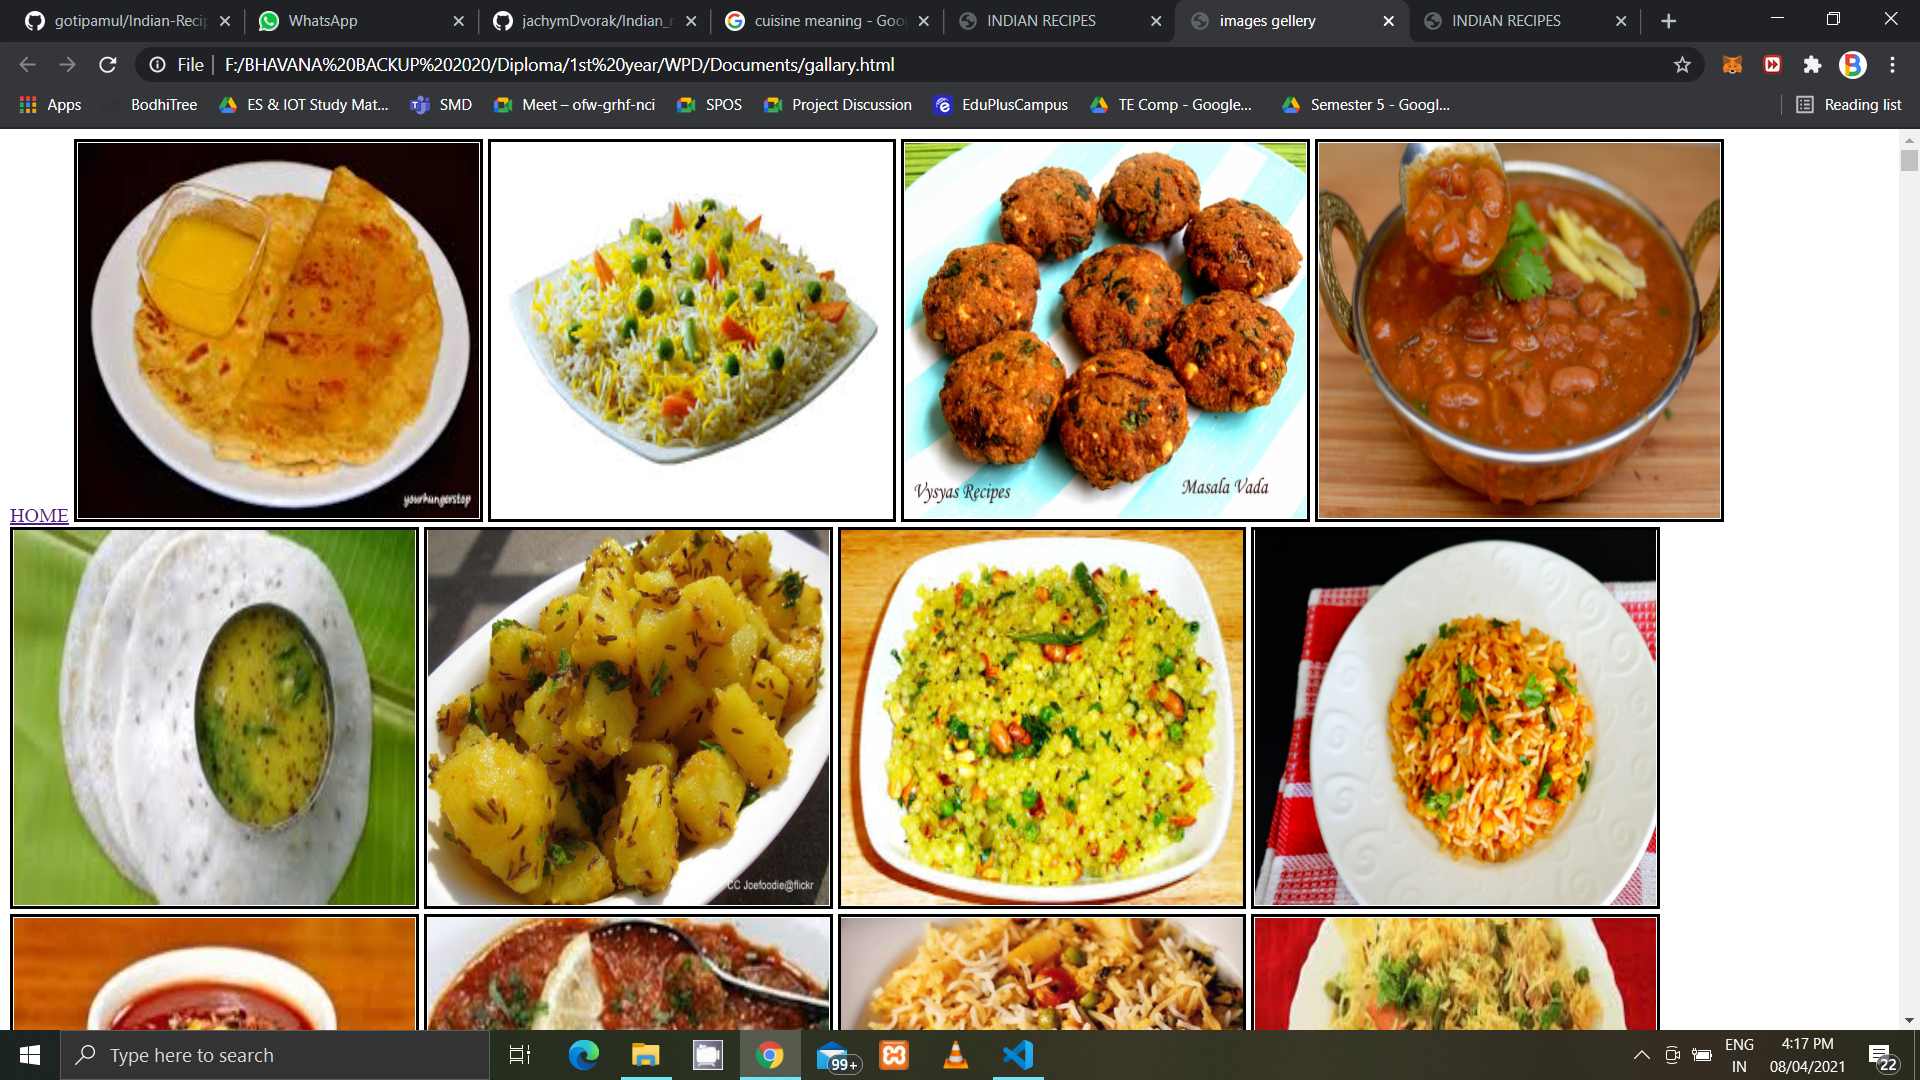 gotipamul/Indian-Recip
WhatsApp
jachymDvorak/Indian_r
cuisine meaning - Goo
INDIAN RECIPES
images gellery
INDIAN RECIPES
File
F:/BHAVANA%20BACKUP%202020/Diploma/1st%20year/WPD/Documents/gallary.html
Apps
BodhiTree
ES & IOT Study Mat...
SMD
Meet – ofw-grhf-nci
SPOS
Project Discussion
EduPlusCampus
TE Comp - Google...
Semester 5 - Googl...
Reading list
yourhungerstop
Vysyas Recipes
Masala Vada
HOME
CC Joefoodie@flickr
Type here to search
99+
ENG
IN
4:17 PM
08/04/2021
22